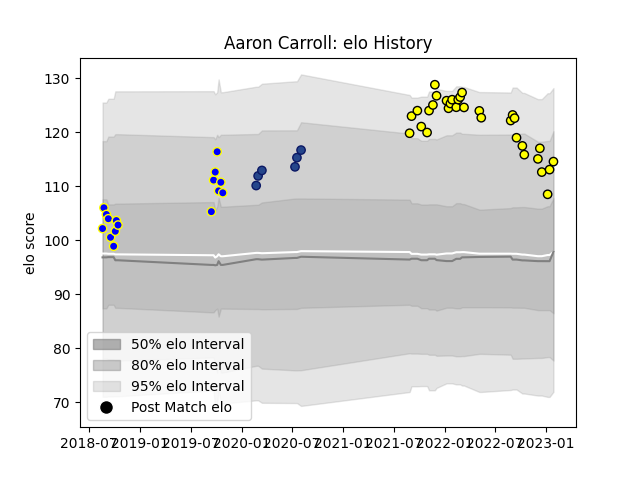 Aaron Carroll: elo History
elo score
130
120
110
100
90
80
70
50% elo Interval
80% elo Interval
95% elo Interval
Post Match elo
2018-07 2019-01 2019-07 2020-01 2020-07 2021-01 2021-07 2022-01 2022-07 2023-01